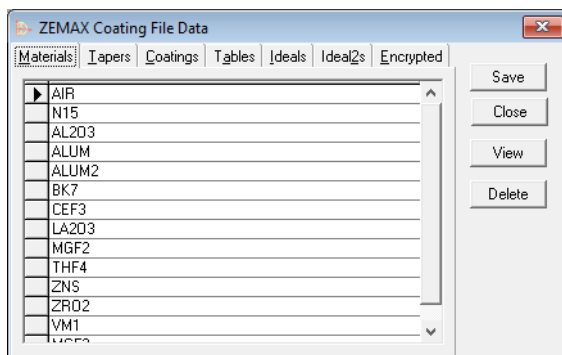 ZEMAX Coating File Data
Materials Tapers Coatings Tables Ideals Ideal2s Encrypted
Save
Close
View
Delete
AIR
N15
AL2O3
ALUM
ALUM2
BK7
CEF3
LA2O3
MGF2
THF4
ZNS
ZRO2
VM1